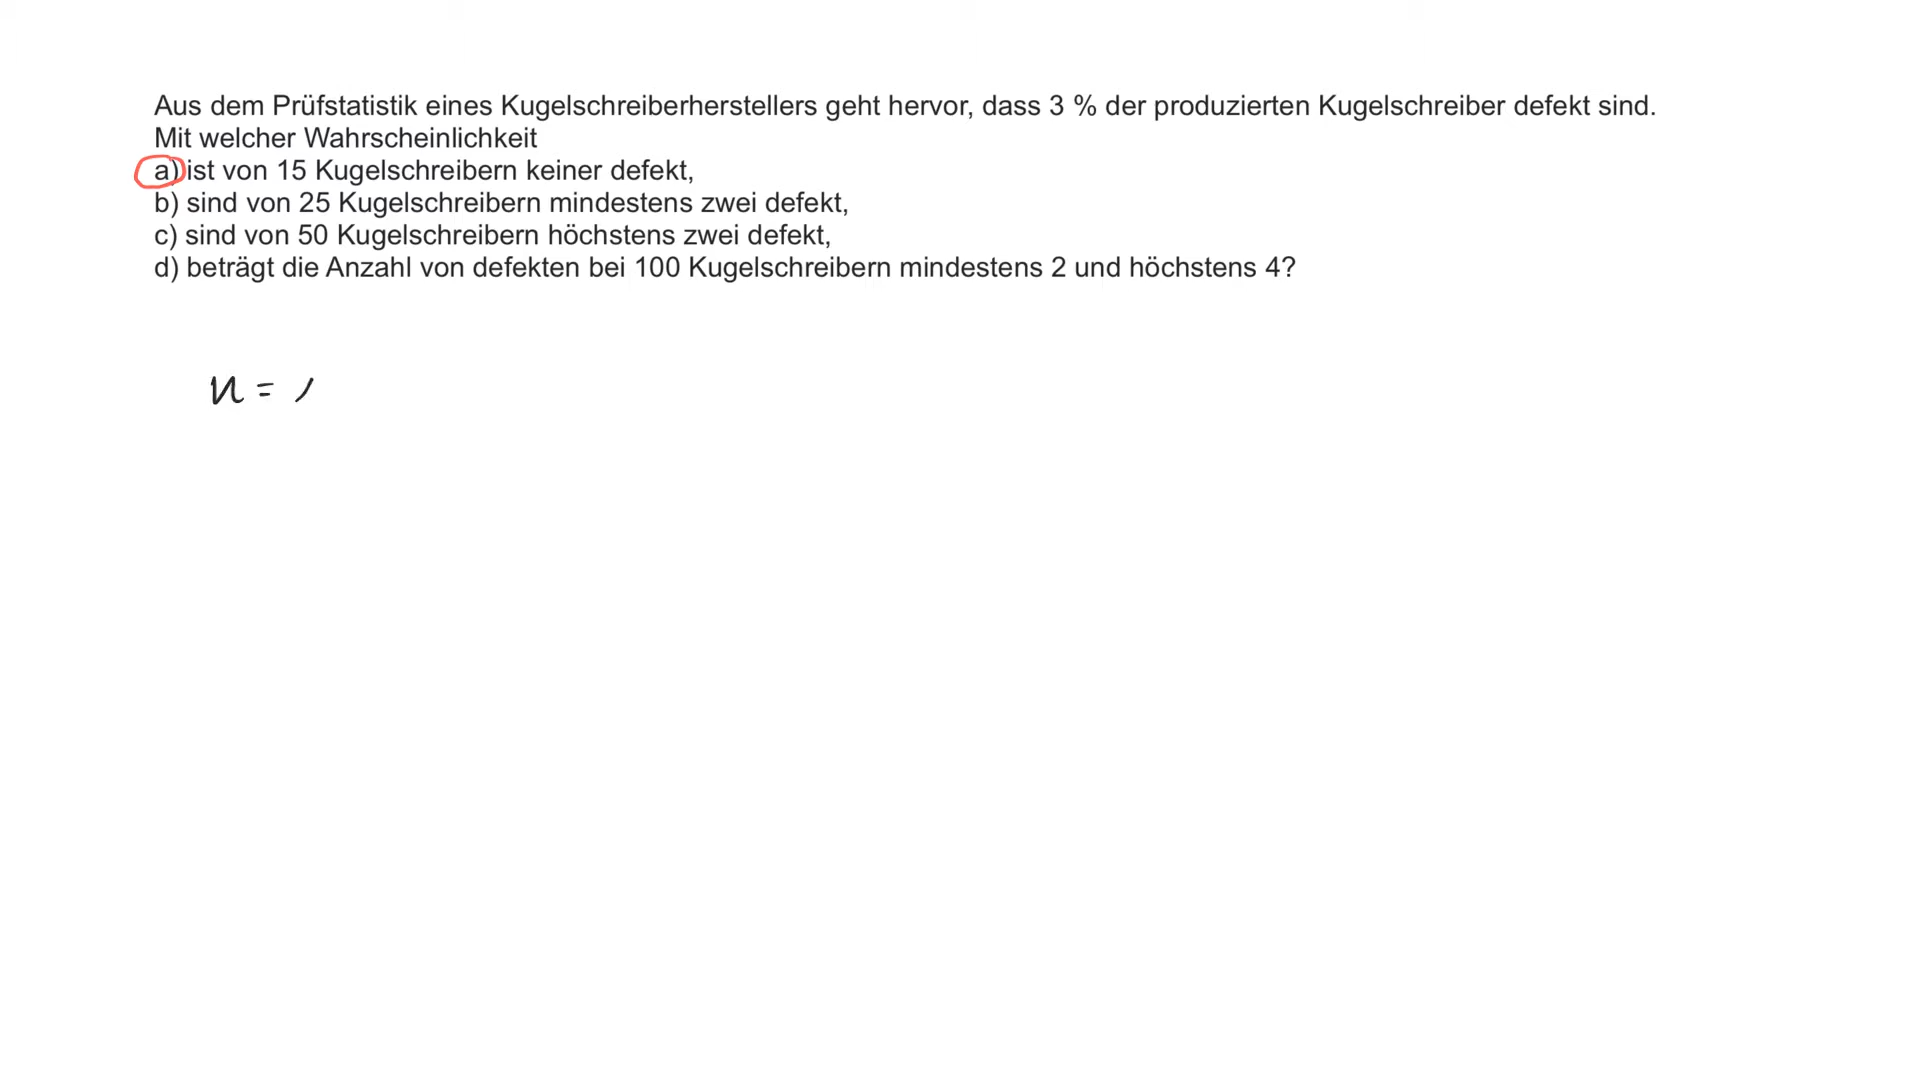 Aus dem Prüfstatistik eines Kugelschreiberherstellers geht hervor, dass 3 % der produzierten Kugelschreiber defekt sind.
Mit welcher Wahrscheinlichkeit
a) ist von 15 Kugelschreibern keiner defekt,
b) sind von 25 Kugelschreibern mindestens zwei defekt,
c) sind von 50 Kugelschreibern höchstens zwei defekt,
d) beträgt die Anzahl von defekten bei 100 Kugelschreibern mindestens 2 und höchstens 4?
n =